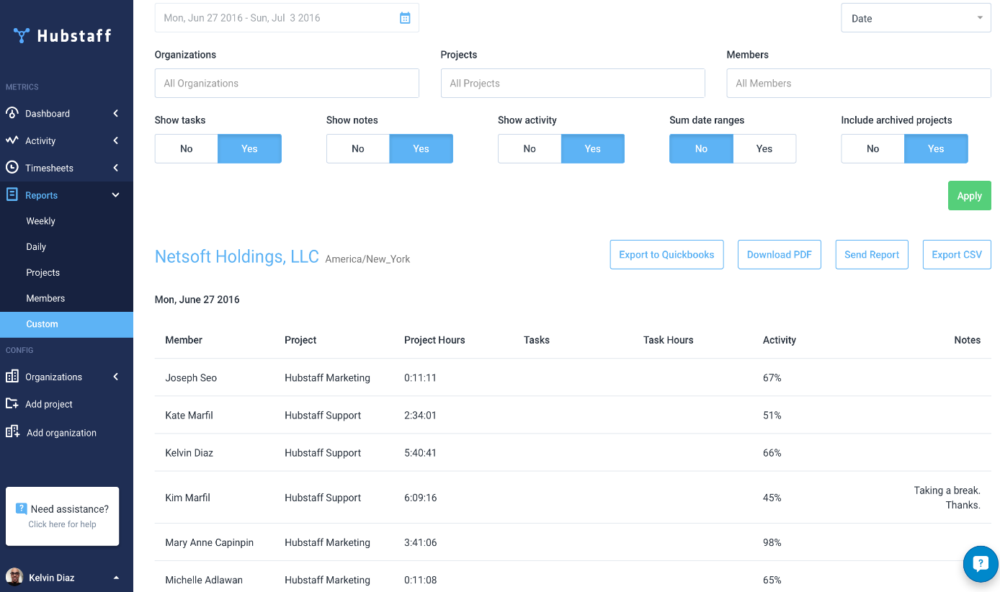 Hubstaff
METRICS
Dashboard
Activity
Timesheets
Reports
Weekly
Daily
Projects
Members
Custom
CONFIG
Organizations
Add project
Add organization
Need assistance?
Click here for help
Kelvin Diaz
Mon, Jun 27 2016 - Sun, Jul 3 2016
Date
Organizations Projects Members
All Organizations All Projects All Members
Show tasks Show notes Show activity Sum date ranges Include archived projects
No Yes No Yes No Yes No Yes No Yes
Apply
Netsoft Holdings, LLC America/New_York
Export to Quickbooks Download PDF Send Report Export CSV
Mon, June 27 2016
Member Project Project Hours Tasks Task Hours Activity Notes
Joseph Seo Hubstaff Marketing 0:11:11 67%
Kate Marfil Hubstaff Support 2:34:01 51%
Kelvin Diaz Hubstaff Support 5:40:41 66%
Kim Marfil Hubstaff Support 6:09:16 45% Taking a break.
Thanks.
Mary Anne Capinpin Hubstaff Marketing 3:41:06 98%
Michelle Adlawan Hubstaff Marketing 0:11:08 65%